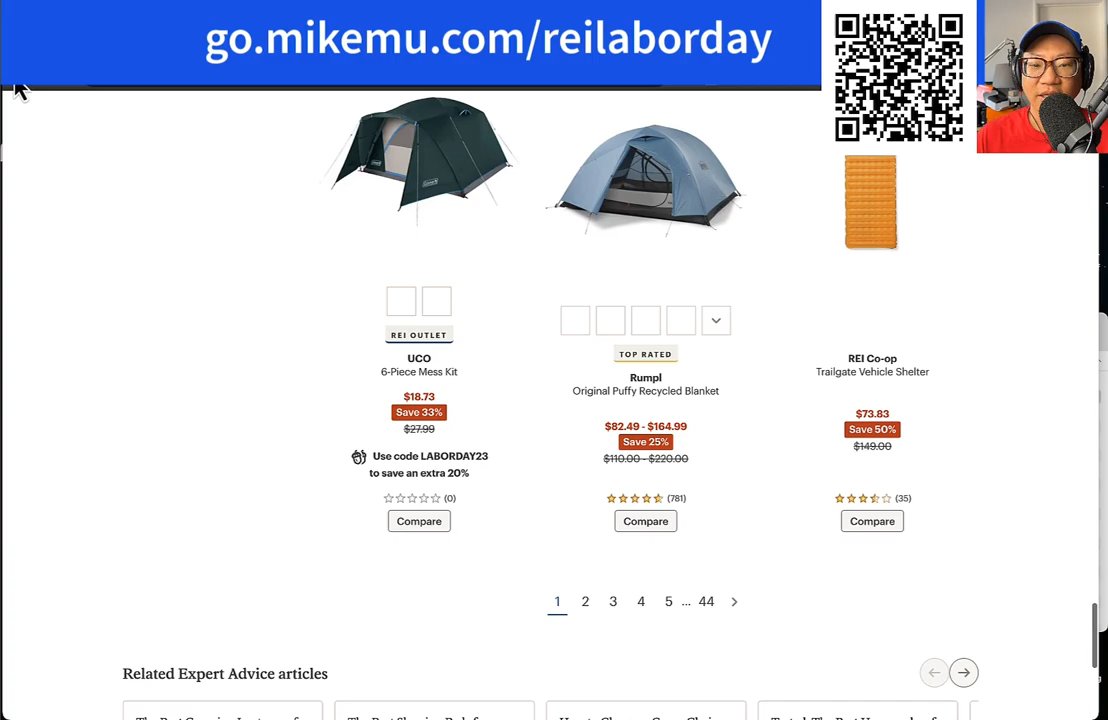 go.mikemu.com/reilaborday
REI OUTLET
UCO
6-Piece Mess Kit
$18.73
Save 33%
$27.99
Use code LABORDAY23
to save an extra 20%
(0)
Compare
TOP RATED
Rumpl
Original Puffy Recycled Blanket
$82.49 - $164.99
Save 25%
$110.00 - $220.00
(781)
Compare
REI Co-op
Trailgate Vehicle Shelter
$73.83
Save 50%
$149.00
(35)
Compare
1 2 3 4 5 ... 44
Related Expert Advice articles